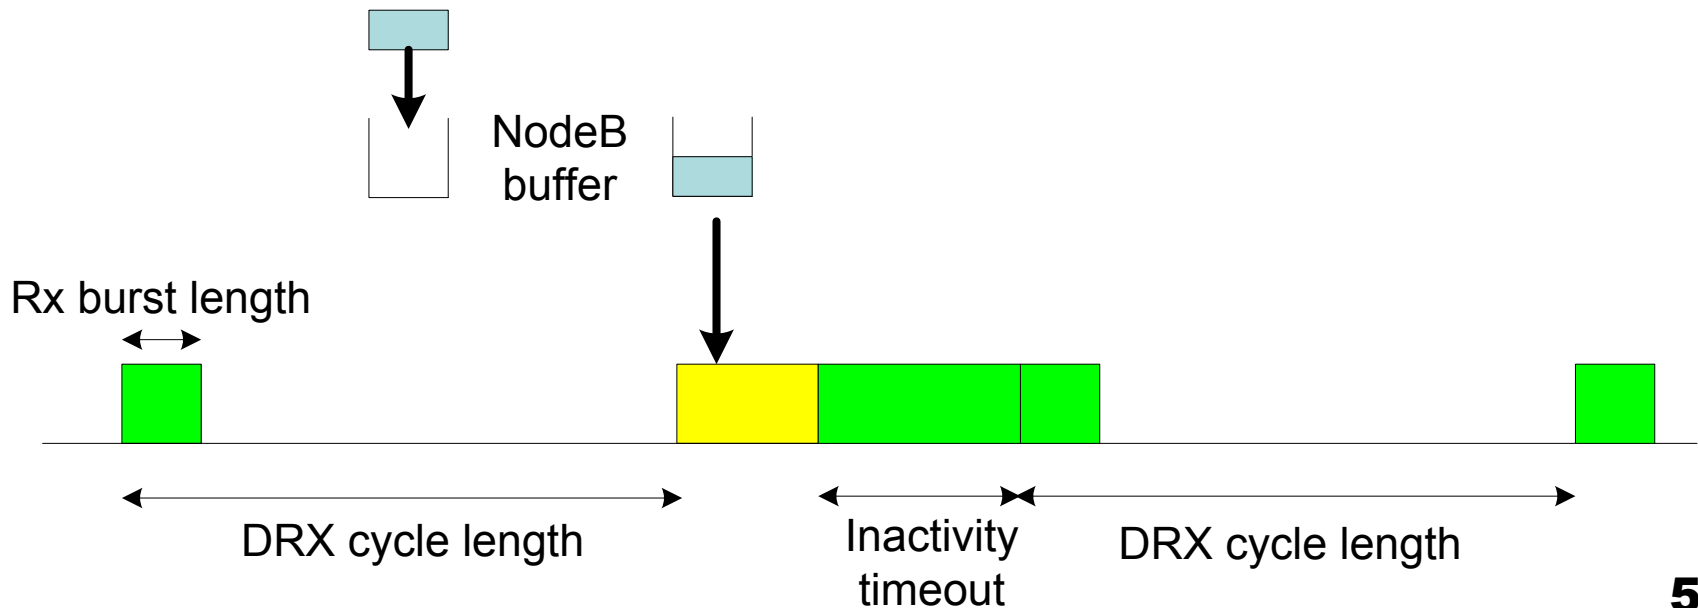 NodeB
buffer
Rx burst length
DRX cycle length
Inactivity
timeout
DRX cycle length
5